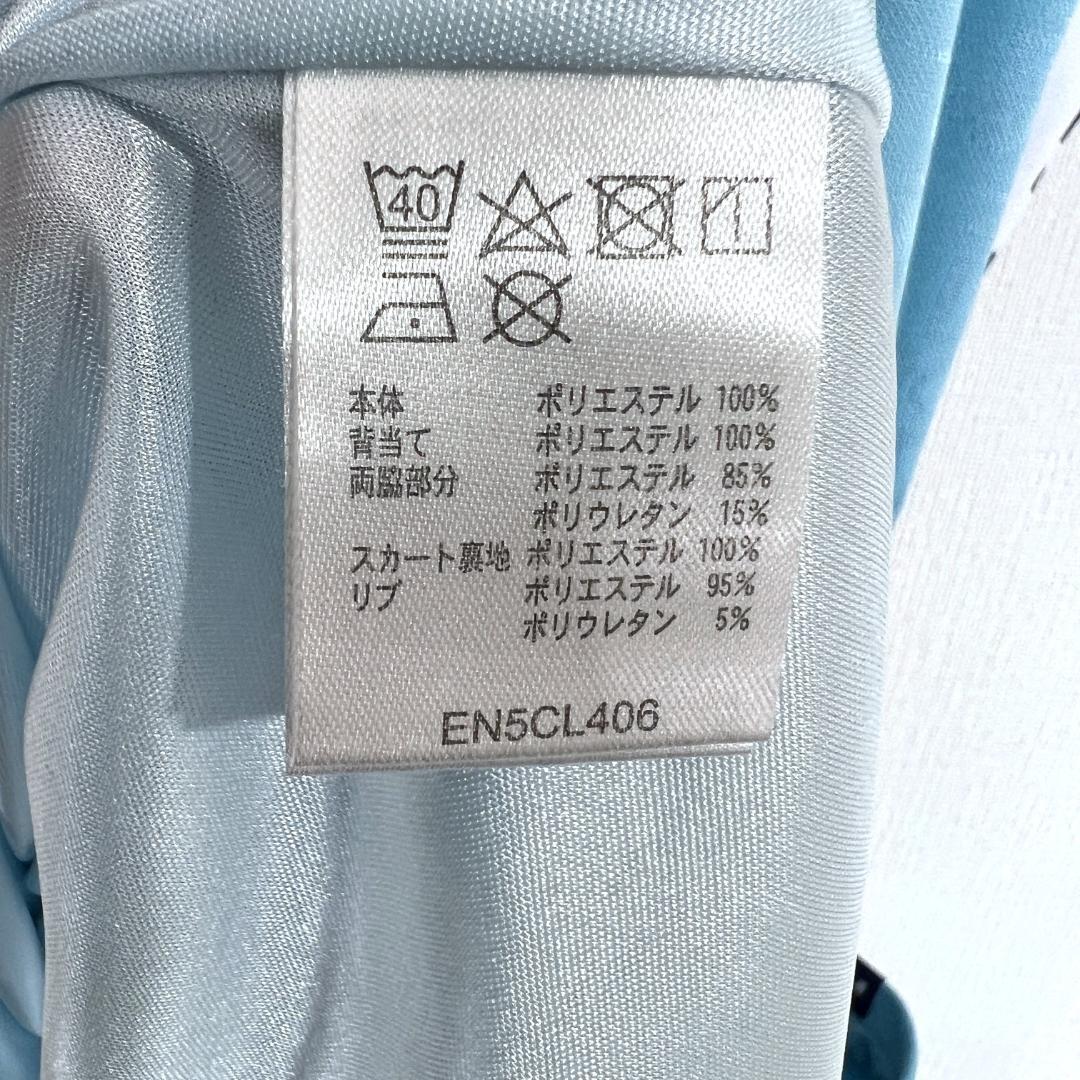 40
本体 ポリエステル 100%
背当て ポリエステル 100%
両脇部分 ポリエステル 85%
ポリウレタン 15%
スカート裏地 ポリエステル 100%
リブ ポリエステル 95%
ポリウレタン 5%
EN5CL406